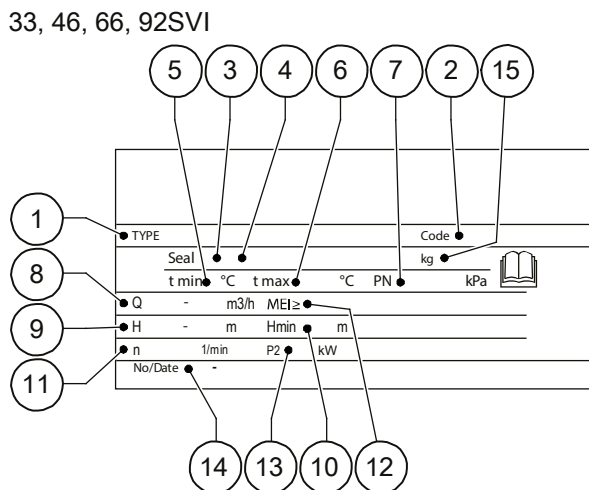 33, 46, 66, 92SVI
5 3 4 6 7 2 15
1 TYPE Code
Seal kg
t min °C t max °C PN kPa
8 Q - m3/h MEI≥
9 H - m Hmin m
11 n 1/min P2 kW
No/Date -
14 13 10 12